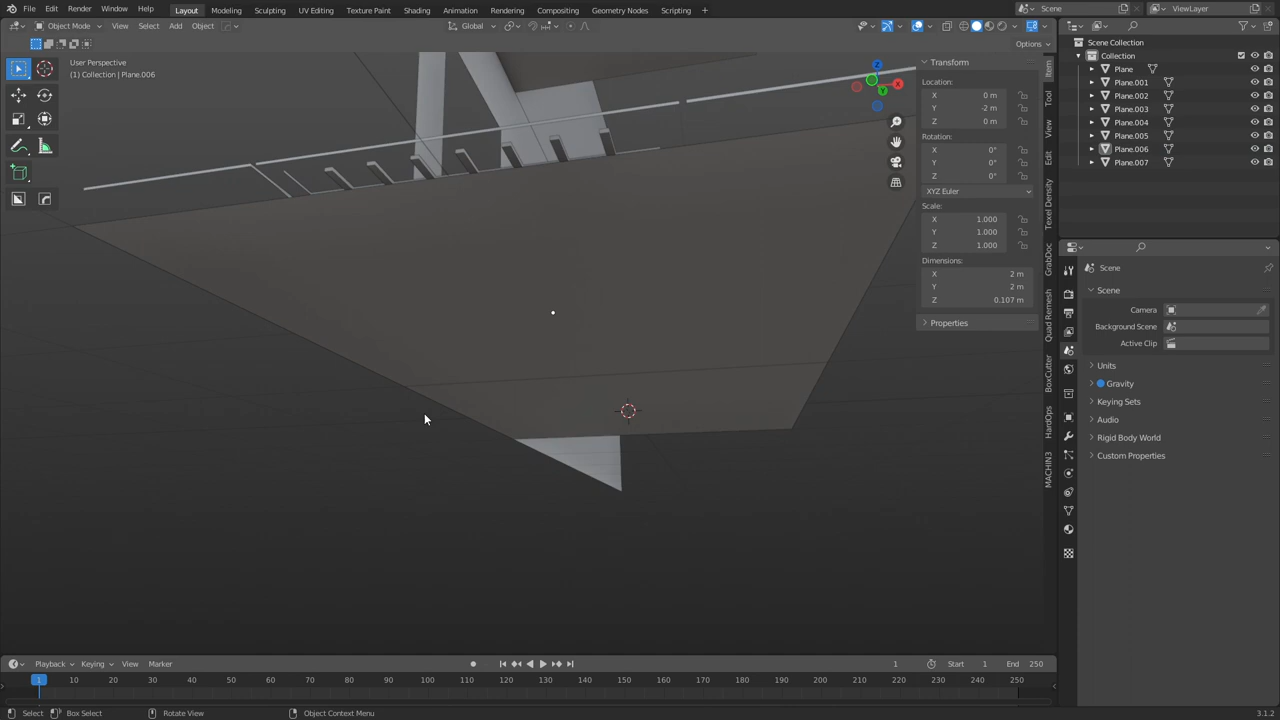 File Edit Render Window Help Layout Modeling Sculpting UV Editing Texture Paint Shading Animation Rendering Compositing Geometry Nodes Scripting + Scene ViewLayer
Object Mode View Select Add Object Global
Options
User Perspective
(1) Collection | Plane.006
Transform
Location:
X 0 m
Y -2 m
Z 0 m
Rotation:
X 0°
Y 0°
Z 0°
XYZ Euler
Scale:
X 1.000
Y 1.000
Z 1.000
Dimensions:
X 2 m
Y 2 m
Z 0.107 m
Properties
Z
X
Y
Item
Tool
View
Edit
Texel Density
GrabDoc
Quad Remesh
BoxCutter
HardOps
MACHIN3
Scene Collection
Collection
Plane
Plane.001
Plane.002
Plane.003
Plane.004
Plane.005
Plane.006
Plane.007
Scene
Scene
Camera
Background Scene
Active Clip
Units
Gravity
Keying Sets
Audio
Rigid Body World
Custom Properties
Playback Keying View Marker 1 Start 1 End 250
1 10 20 30 40 50 60 70 80 90 100 110 120 130 140 150 160 170 180 190 200 210 220 230 240 250
Select Box Select Rotate View Object Context Menu 3.1.2